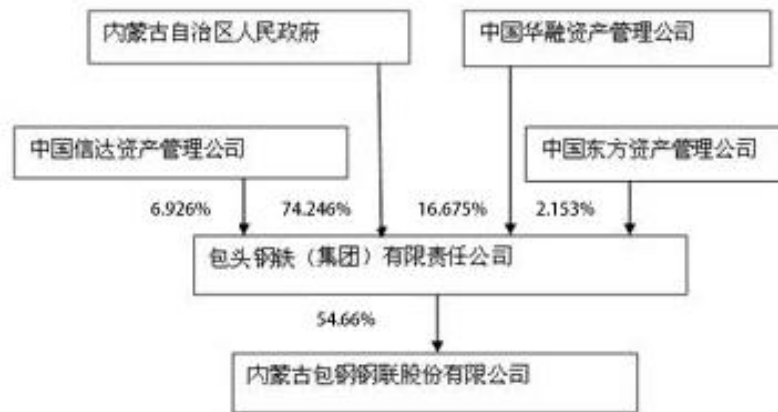 内蒙古自治区人民政府
中国华融资产管理公司
中国信达资产管理公司
中国东方资产管理公司
6.926%
74.246%
16.675%
2.153%
包头钢铁（集团）有限责任公司
54.66%
内蒙古包钢钢联股份有限公司